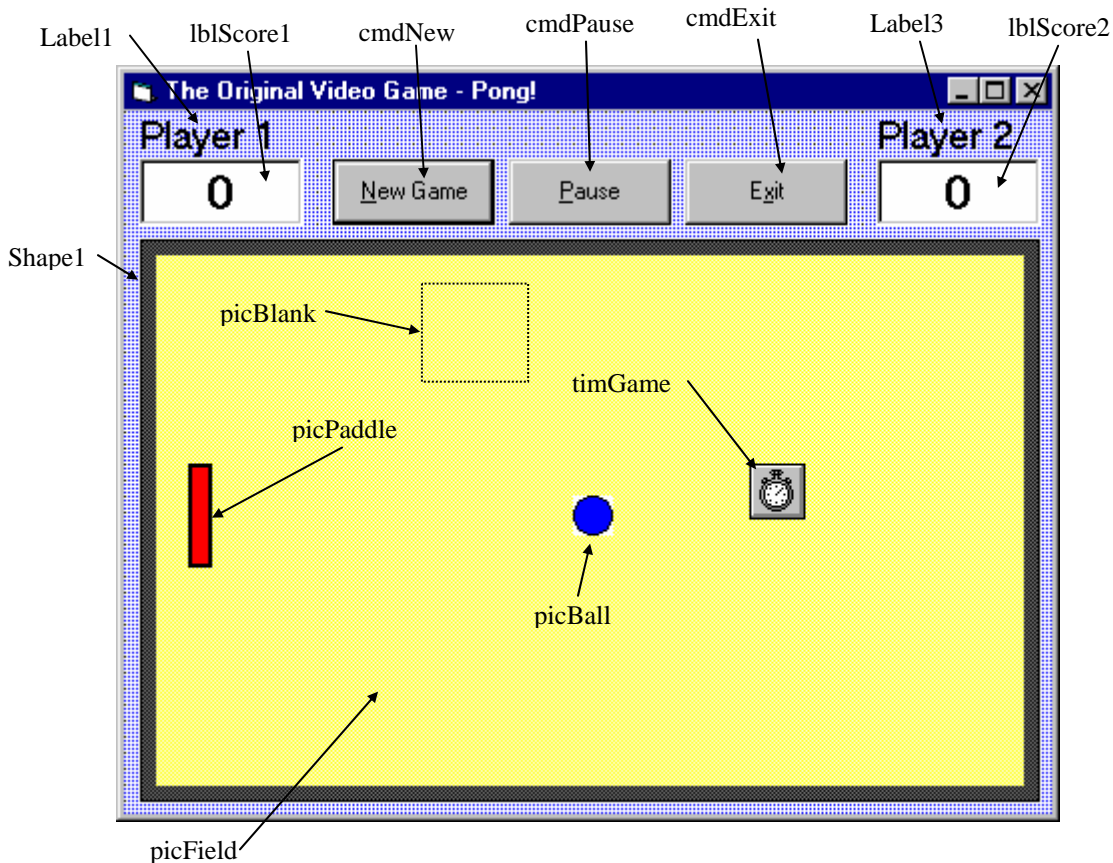 Label1 lblScore1 cmdNew cmdPause cmdExit Label3 lblScore2
The Original Video Game - Pong!
Player 1 Player 2
0 New Game Pause Exit 0
Shape1
picBlank
timGame
picPaddle
picBall
picField